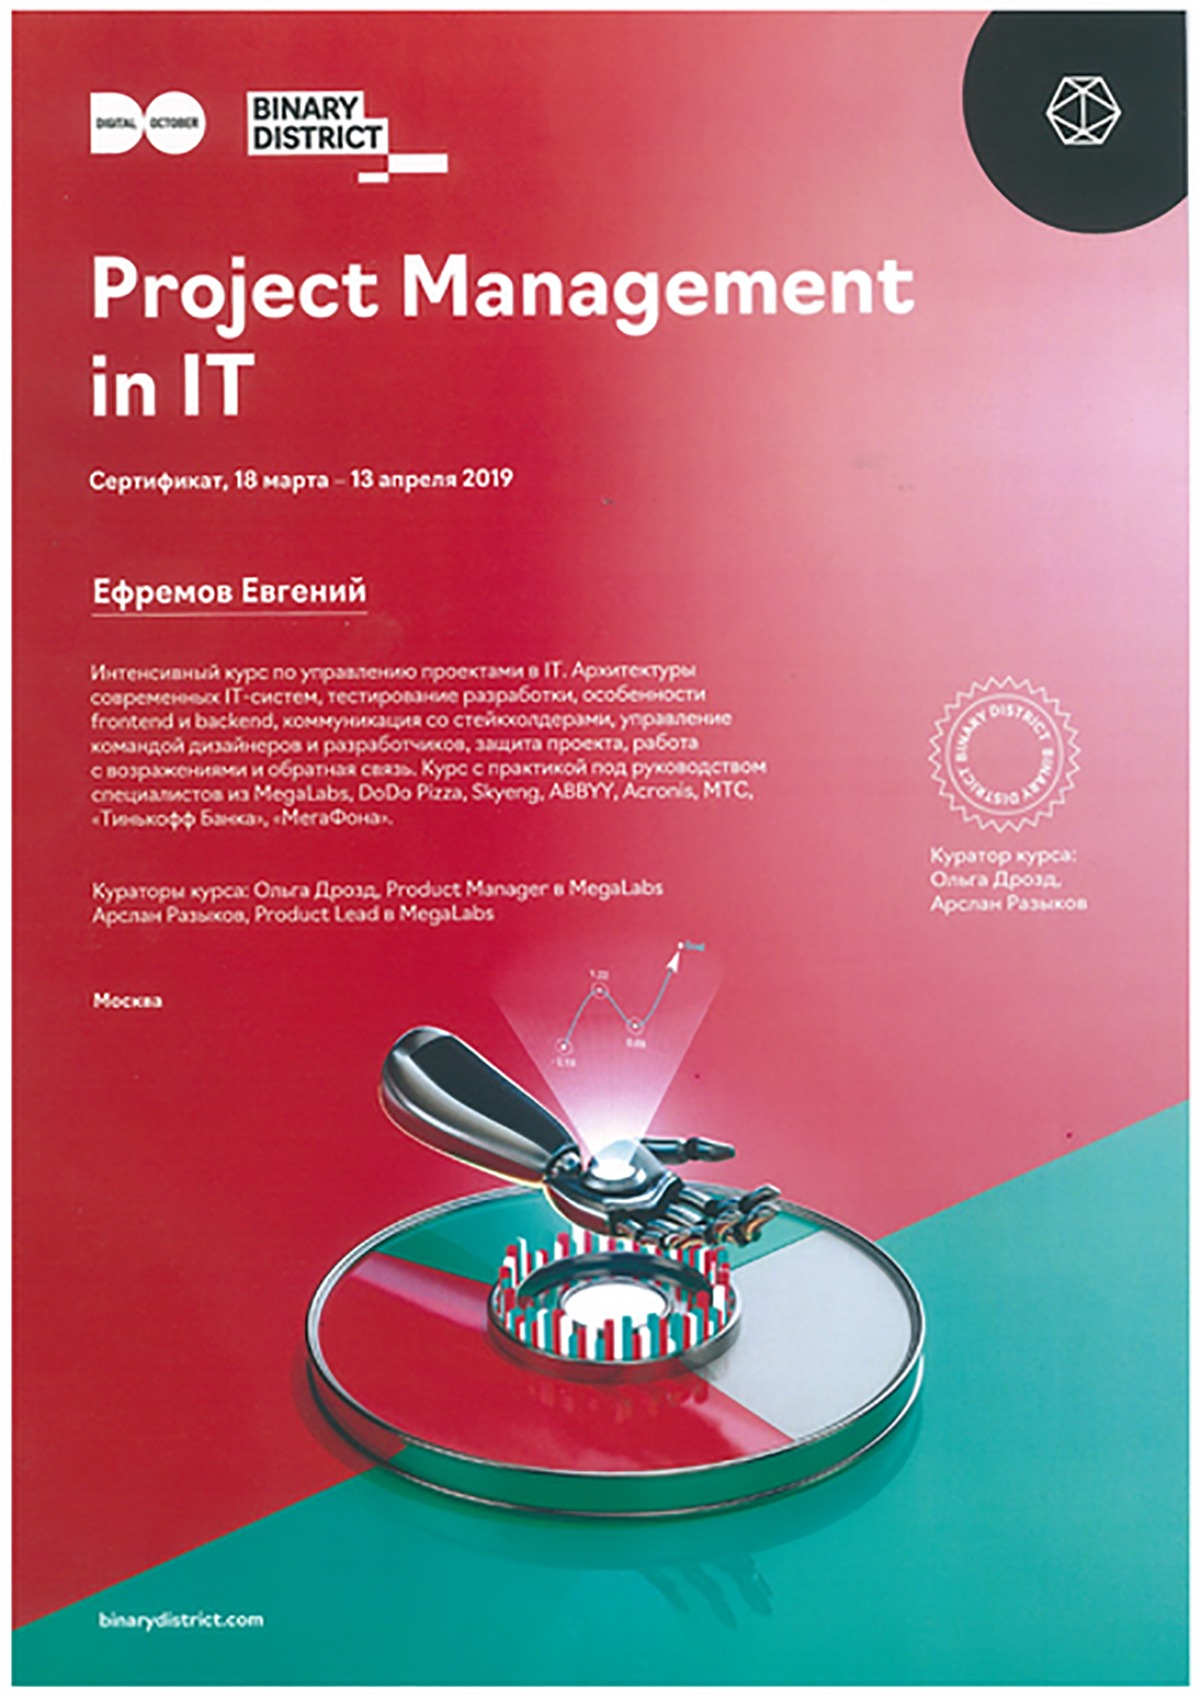 DIGITAL OCTOBER
BINARY
DISTRICT
Project Management
in IT
Сертификат, 18 марта – 13 апреля 2019
Ефремов Евгений
Интенсивный курс по управлению проектами в IT. Архитектуры
современных IT-систем, тестирование разработки, особенности
frontend и backend, коммуникация со стейкхолдерами, управление
командой дизайнеров и разработчиков, защита проекта, работа
с возражениями и обратная связь. Курс с практикой под руководством
специалистов из MegaLabs, DoDo Pizza, Skyeng, ABBYY, Acronis, МТС,
«Тинькофф Банка», «МегаФона».
BINARY DISTRICT BINARY DISTRICT
Куратор курса:
Ольга Дрозд,
Арслан Разыков
Кураторы курса: Ольга Дрозд, Product Manager в MegaLabs
Арслан Разыков, Product Lead в MegaLabs
Москва
binarydistrict.com